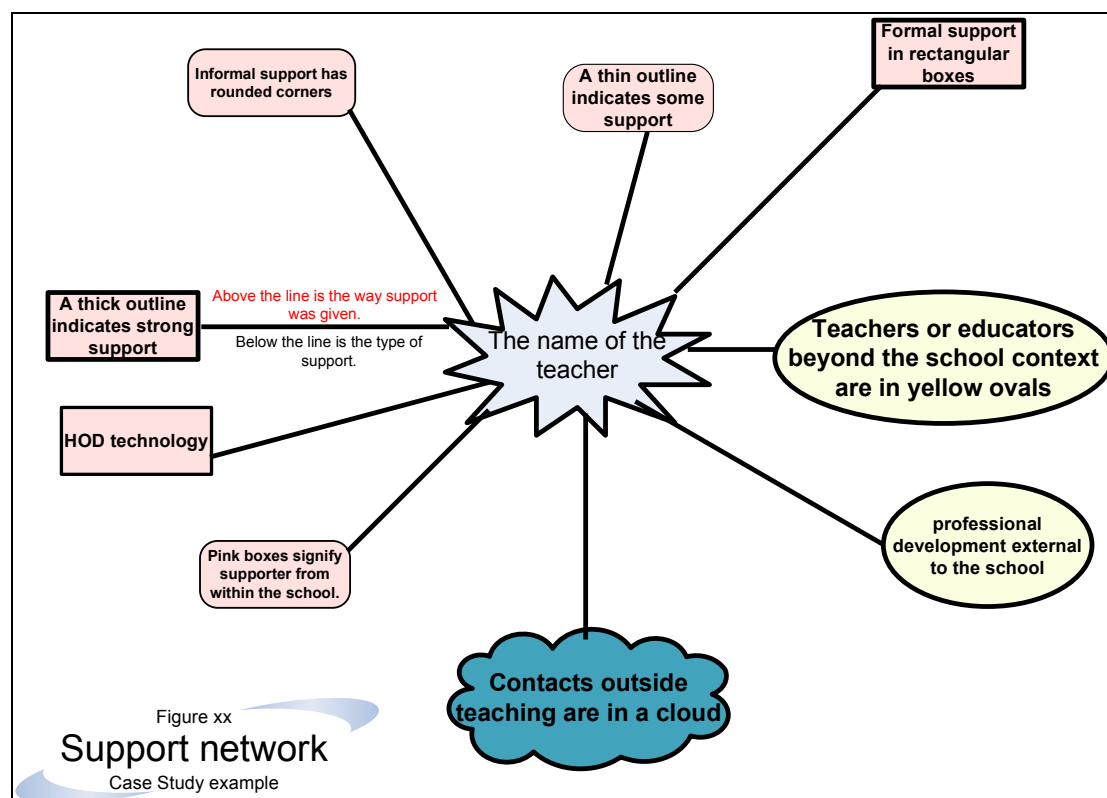 Informal support has
rounded corners
A thin outline
indicates some
support
Formal support
in rectangular
boxes
A thick outline
indicates strong
support
Above the line is the way support
was given.
Below the line is the type of
support.
The name of the
teacher
Teachers or educators
beyond the school context
are in yellow ovals
HOD technology
professional
development external
to the school
Pink boxes signify
supporter from
within the school.
Contacts outside
teaching are in a cloud
Figure xx
Support network
Case Study example